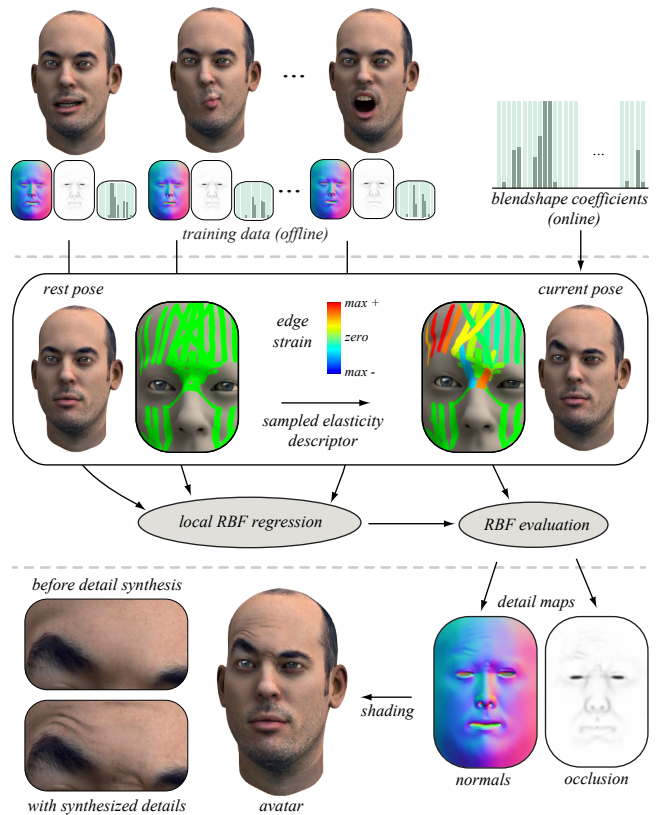 ...
...
training data (offline)
...
blendshape coefficients
(online)
rest pose
edge
strain
max +
zero
max -
current pose
sampled elasticity
descriptor
local RBF regression
RBF evaluation
before detail synthesis
detail maps
shading
normals
occlusion
with synthesized details
avatar